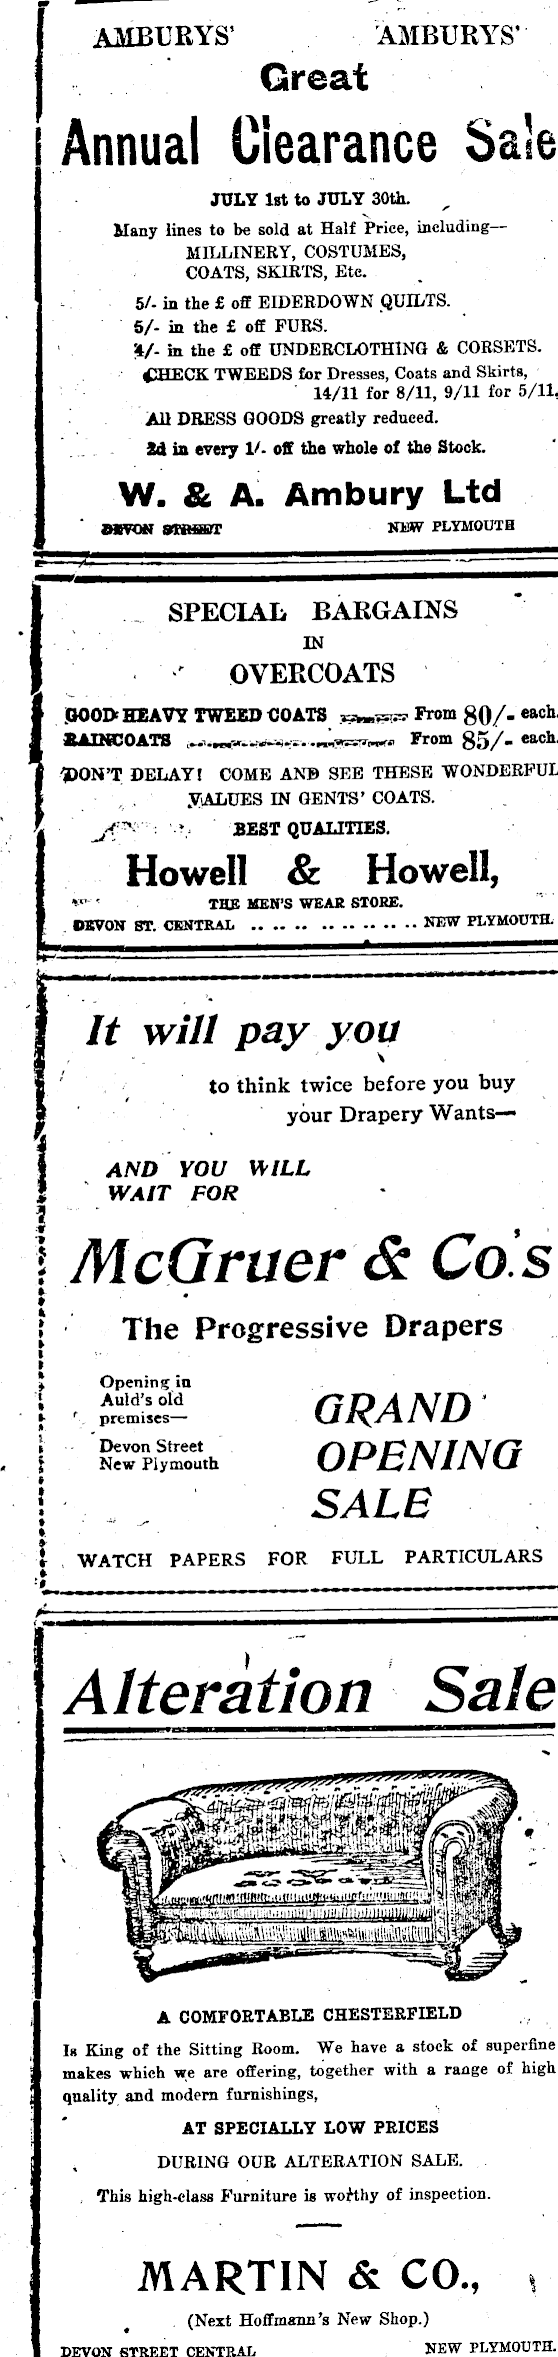 AMBURYS' AMBURYS'
Great
Annual Clearance Sale
JULY 1st to JULY 30th.
Many lines to be sold at Half Price, including—
MILLINERY, COSTUMES,
COATS, SKIRTS, Etc.
5/- in the £ off EIDERDOWN QUILTS.
5/- in the £ off FURS.
4/- in the £ off UNDERCLOTHING & CORSETS.
CHECK TWEEDS for Dresses, Coats and Skirts,
14/11 for 8/11, 9/11 for 5/11.
All DRESS GOODS greatly reduced.
2d in every 1/- off the whole of the Stock.
W. & A. Ambury Ltd
DEVON STREET NEW PLYMOUTH
SPECIAL BARGAINS
IN
OVERCOATS
GOOD HEAVY TWEED COATS From 80/- each.
RAINCOATS From 85/- each.
DON'T DELAY! COME AND SEE THESE WONDERFUL
VALUES IN GENTS' COATS.
BEST QUALITIES.
Howell & Howell,
THE MEN'S WEAR STORE.
DEVON ST. CENTRAL .. .. .. .. .. .. .. .. .. NEW PLYMOUTH.
It will pay you
to think twice before you buy
your Drapery Wants—
AND YOU WILL
WAIT FOR
McGruer & Co.'s
The Progressive Drapers
Opening in
Auld's old
premises—
Devon Street
New Plymouth
GRAND
OPENING
SALE
WATCH PAPERS FOR FULL PARTICULARS
Alteration Sale
A COMFORTABLE CHESTERFIELD
Is King of the Sitting Room. We have a stock of superfine
makes which we are offering, together with a range of high
quality and modern furnishings,
AT SPECIALLY LOW PRICES
DURING OUR ALTERATION SALE.
This high-class Furniture is worthy of inspection.
MARTIN & CO.,
(Next Hoffmann's New Shop.)
DEVON STREET CENTRAL NEW PLYMOUTH.